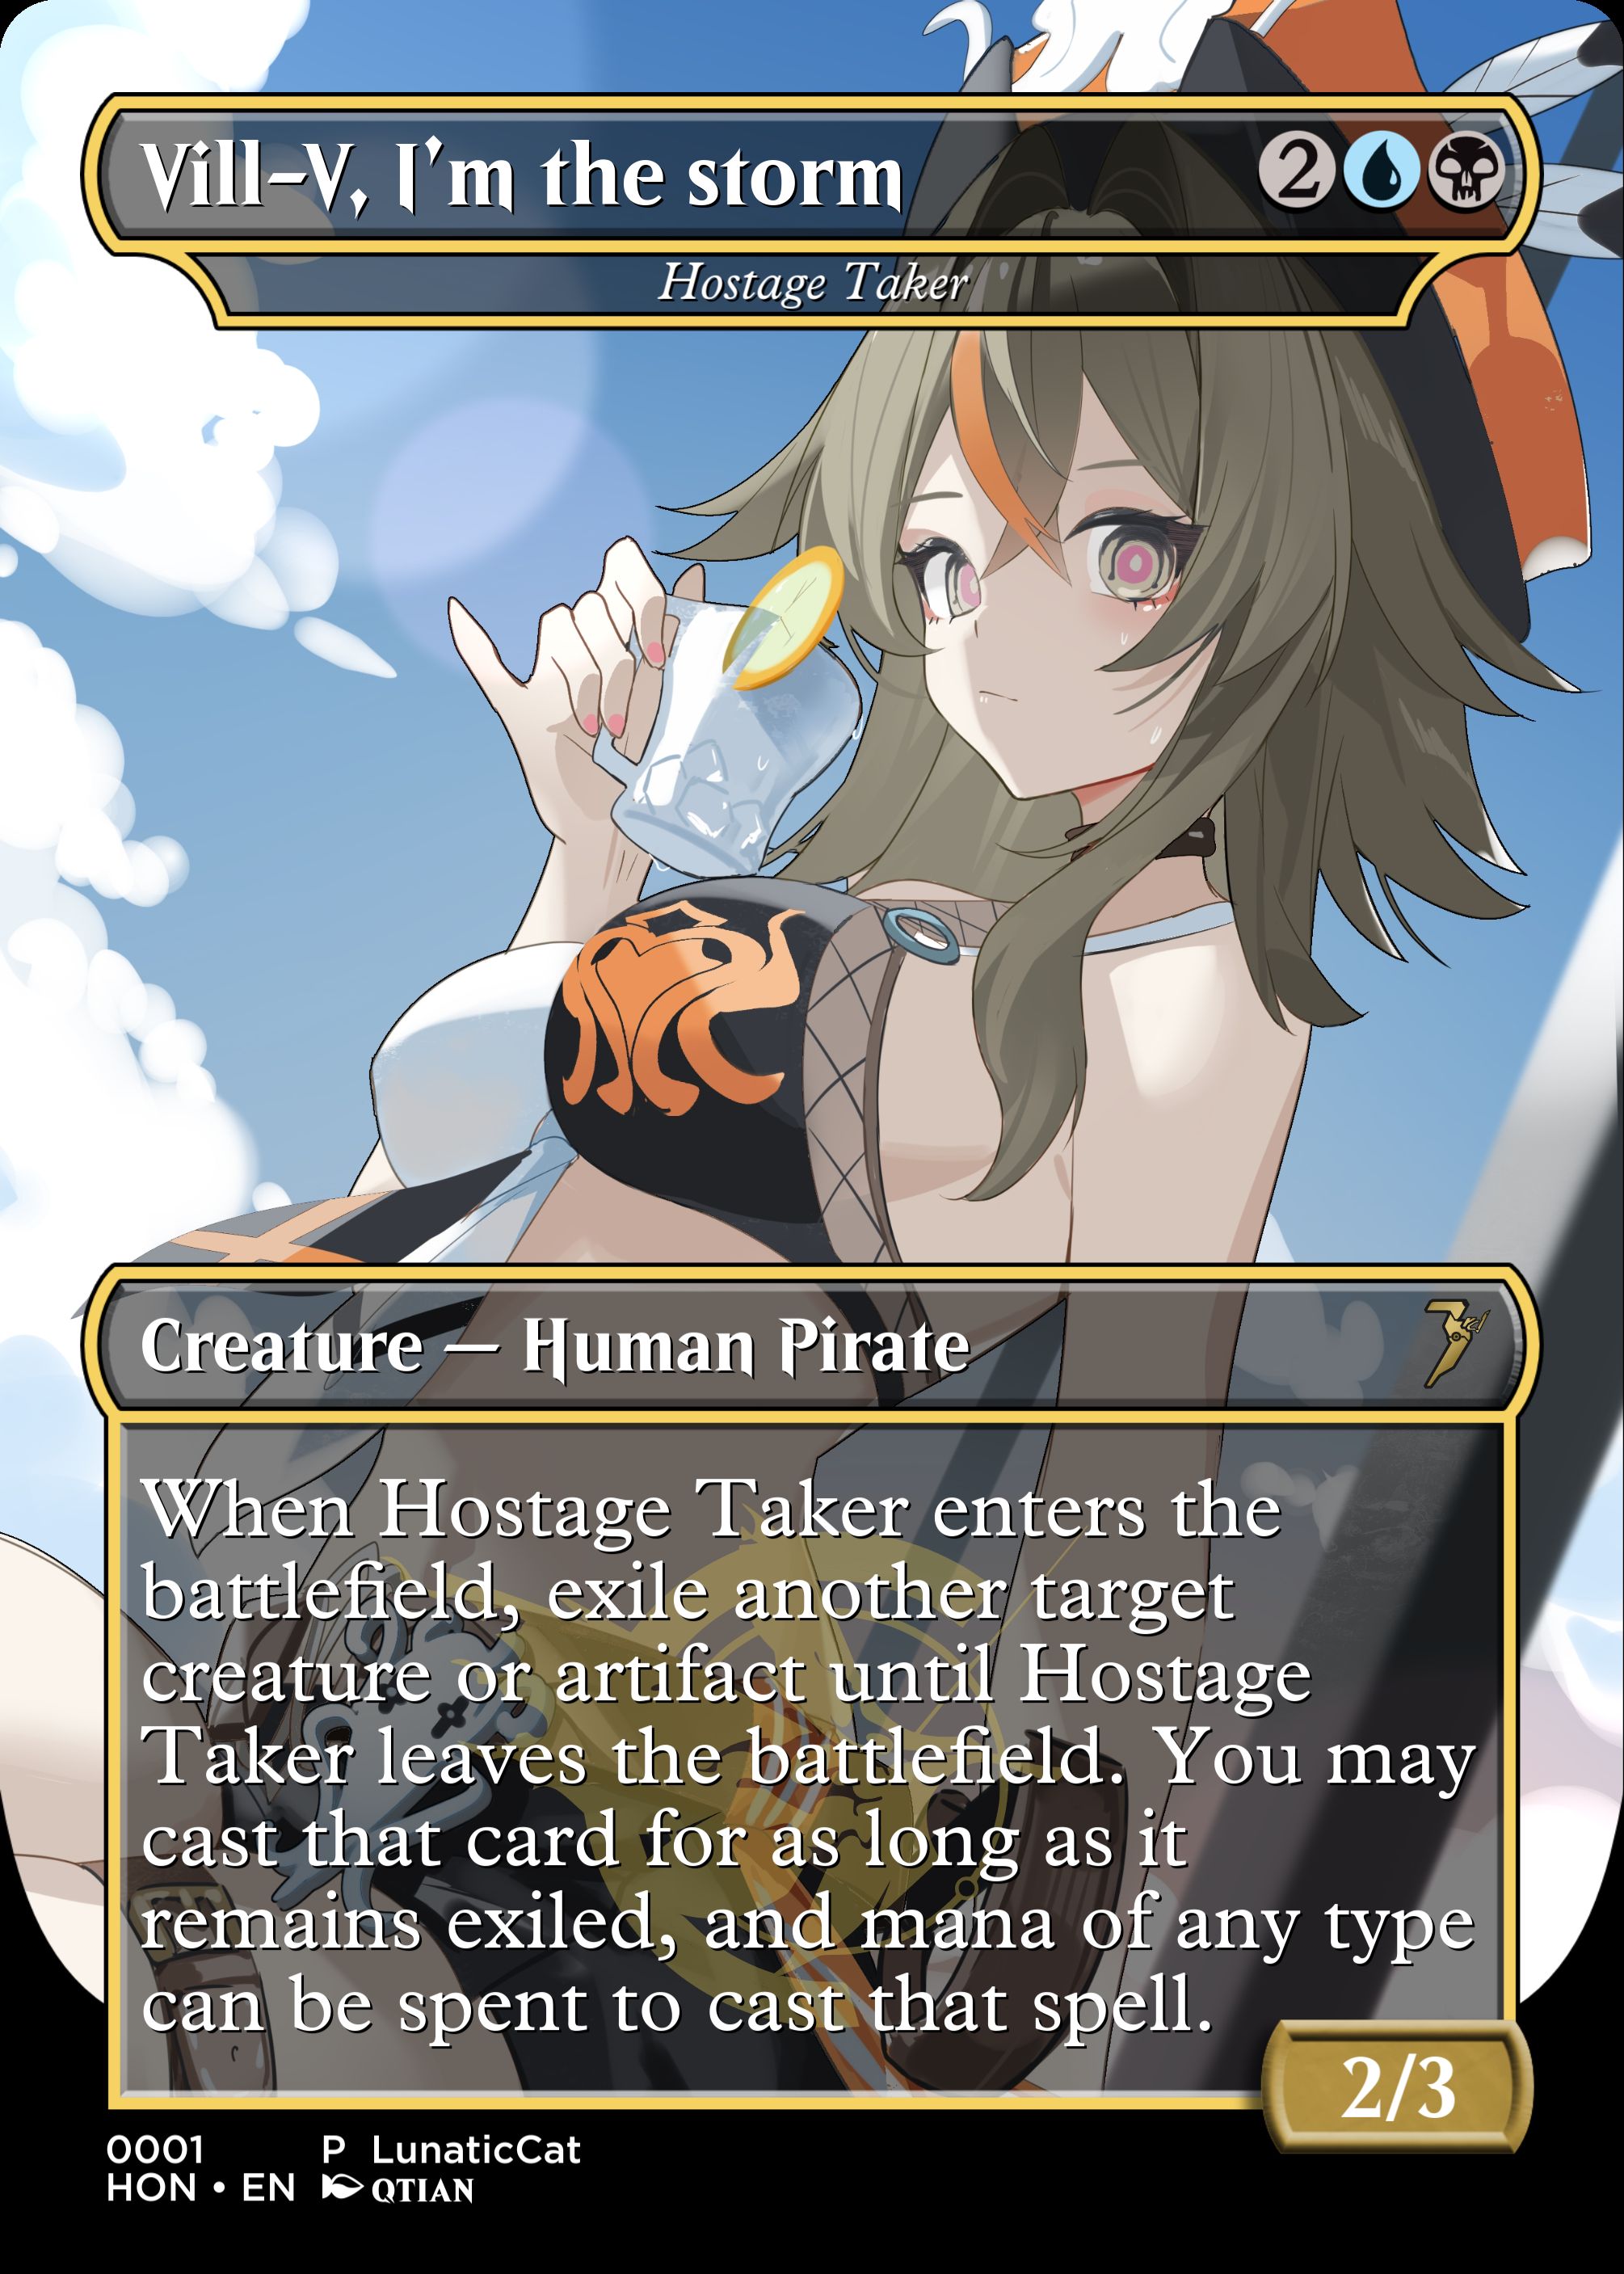 Vill-V, I'm the storm 2
Hostage Taker
Creature — Human Pirate
When Hostage Taker enters the
battlefield, exile another target
creature or artifact until Hostage
Taker leaves the battlefield. You may
cast that card for as long as it
remains exiled, and mana of any type
can be spent to cast that spell.
2/3
0001 P LunaticCat
HON • EN QTIAN